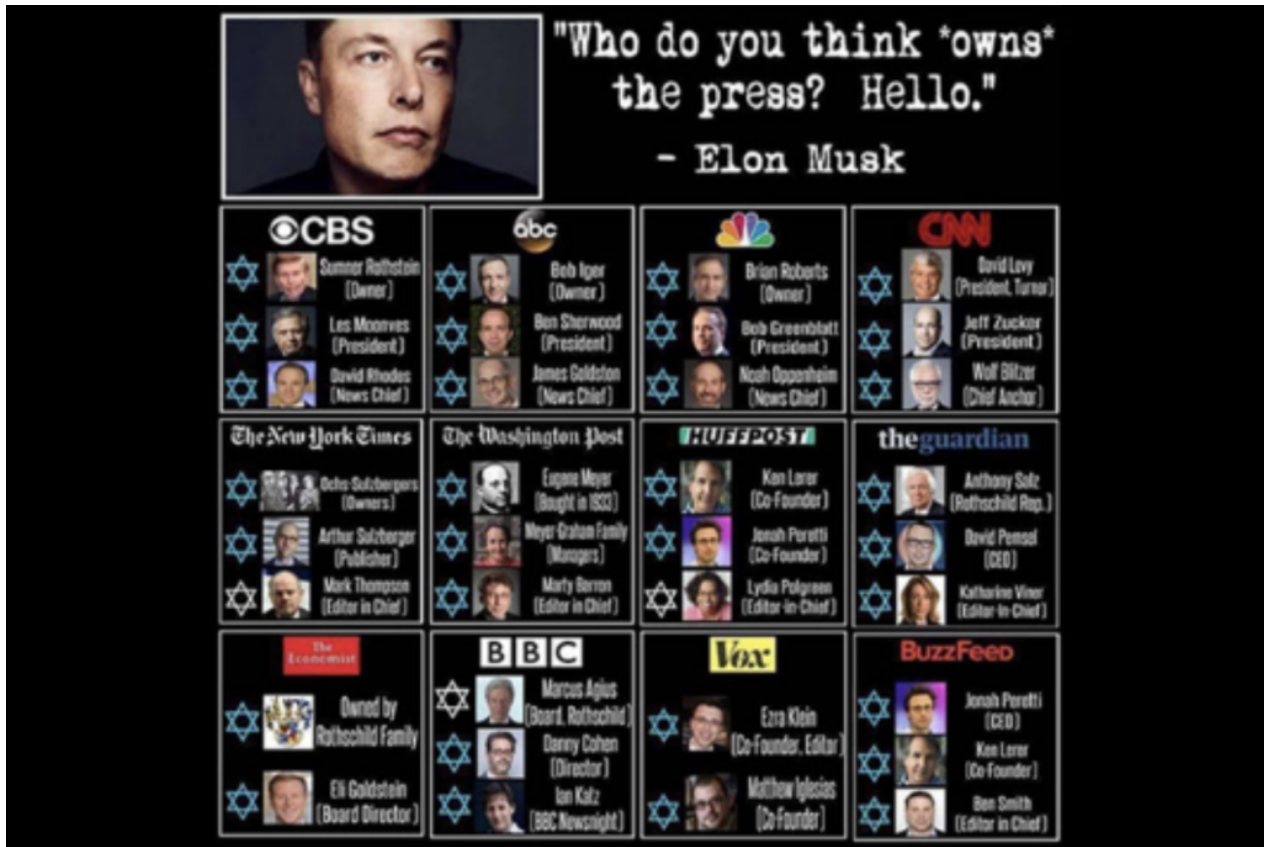 "Who do you think *owns*
the press? Hello."
- Elon Musk
CBS
Sumner Rothstein
(Owner)
Les Moonves
(President)
David Rhodes
(News Chief)
abc
Bob Iger
(Owner)
Ben Sherwood
(President)
James Goldston
(News Chief)
Brian Roberts
(Owner)
Bob Greenblatt
(President)
Noah Oppenheim
(News Chief)
CNN
David Levy
(President, Turner)
Jeff Zucker
(President)
Wolf Blitzer
(Chief Anchor)
The New York Times
Ochs-Sulzbergers
(Owners)
Arthur Sulzberger
(Publisher)
Mark Thompson
(Editor in Chief)
The Washington Post
Eugene Meyer
(Bought in 1933)
Meyer-Graham Family
(Managers)
Marty Barron
(Editor in Chief)
HUFFPOST
Ken Lerer
(Co-Founder)
Jonah Peretti
(Co-Founder)
Lydia Polgreen
(Editor-in-Chief)
theguardian
Anthony Salz
(Rothschild Rep.)
David Pemsel
(CEO)
Katharine Viner
(Editor-In-Chief)
The
Economist
Owned by
Rothschild Family
Eli Goldstein
(Board Director)
BBC
Marcus Agius
(Board, Rothschild)
Danny Cohen
(Director)
Ian Katz
(BBC Newsnight)
Vox
Ezra Klein
(Co-Founder, Editor)
Matthew Iglesias
(Co-Founder)
BuzzFeed
Jonah Peretti
(CEO)
Ken Lerer
(Co-Founder)
Ben Smith
(Editor in Chief)